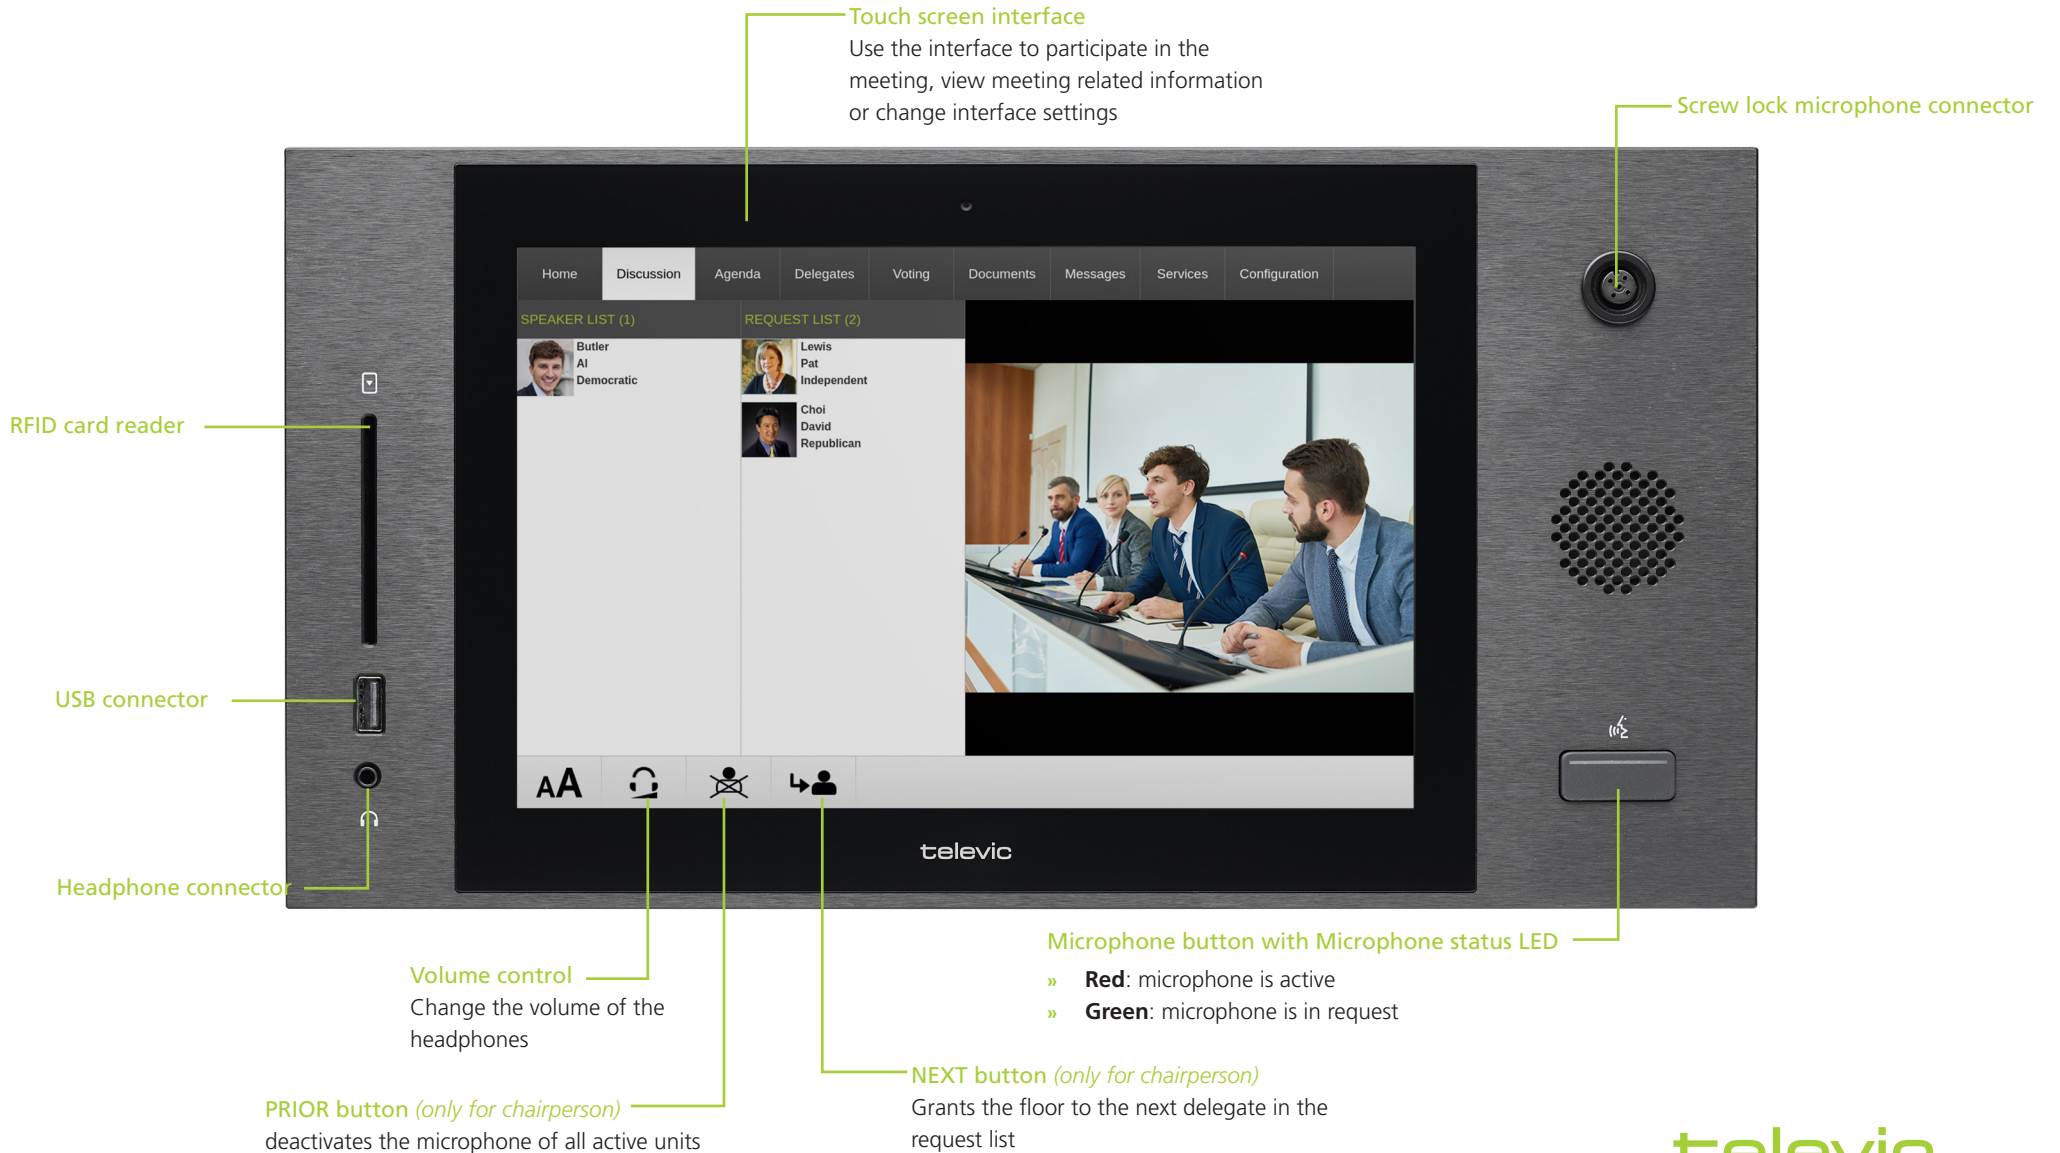 Touch screen interface
Use the interface to participate in the
meeting, view meeting related information
or change interface settings
Screw lock microphone connector
Home Discussion Agenda Delegates Voting Documents Messages Services Configuration
SPEAKER LIST (1)
Butler
Al
Democratic
REQUEST LIST (2)
Lewis
Pat
Independent
Choi
David
Republican
RFID card reader
USB connector
AA
televic
Headphone connector
Microphone button with Microphone status LED
» Red: microphone is active
» Green: microphone is in request
Volume control
Change the volume of the
headphones
NEXT button (only for chairperson)
Grants the floor to the next delegate in the
request list
PRIOR button (only for chairperson)
deactivates the microphone of all active units
televic